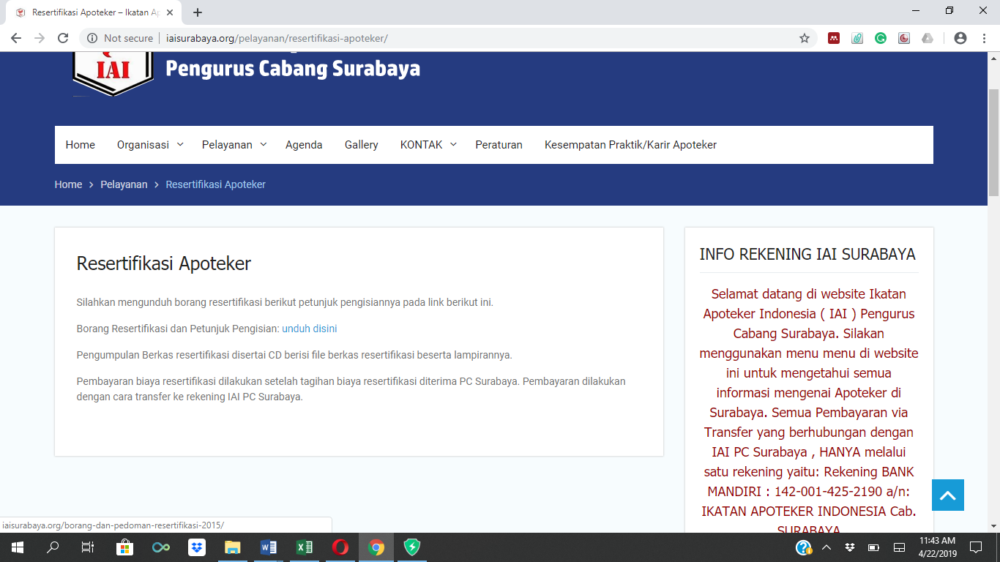 Resertifikasi Apoteker – Ikatan Ap
Not secure
iaisurabaya.org/pelayanan/resertifikasi-apoteker/
IAI
Pengurus Cabang Surabaya
Home Organisasi Pelayanan Agenda Gallery KONTAK Peraturan Kesempatan Praktik/Karir Apoteker
Home > Pelayanan > Resertifikasi Apoteker
Resertifikasi Apoteker
Silahkan mengunduh borang resertifikasi berikut petunjuk pengisiannya pada link berikut ini.
Borang Resertifikasi dan Petunjuk Pengisian: unduh disini
Pengumpulan Berkas resertifikasi disertai CD berisi file berkas resertifikasi beserta lampirannya.
Pembayaran biaya resertifikasi dilakukan setelah tagihan biaya resertifikasi diterima PC Surabaya. Pembayaran dilakukan
dengan cara transfer ke rekening IAI PC Surabaya.
INFO REKENING IAI SURABAYA
Selamat datang di website Ikatan
Apoteker Indonesia ( IAI ) Pengurus
Cabang Surabaya. Silakan
menggunakan menu menu di website
ini untuk mengetahui semua
informasi mengenai Apoteker di
Surabaya. Semua Pembayaran via
Transfer yang berhubungan dengan
IAI PC Surabaya , HANYA melalui
satu rekening yaitu: Rekening BANK
MANDIRI : 142-001-425-2190 a/n:
IKATAN APOTEKER INDONESIA Cab.
SURABAYA
iaisurabaya.org/borang-dan-pedoman-resertifikasi-2015/
11:43 AM
4/22/2019